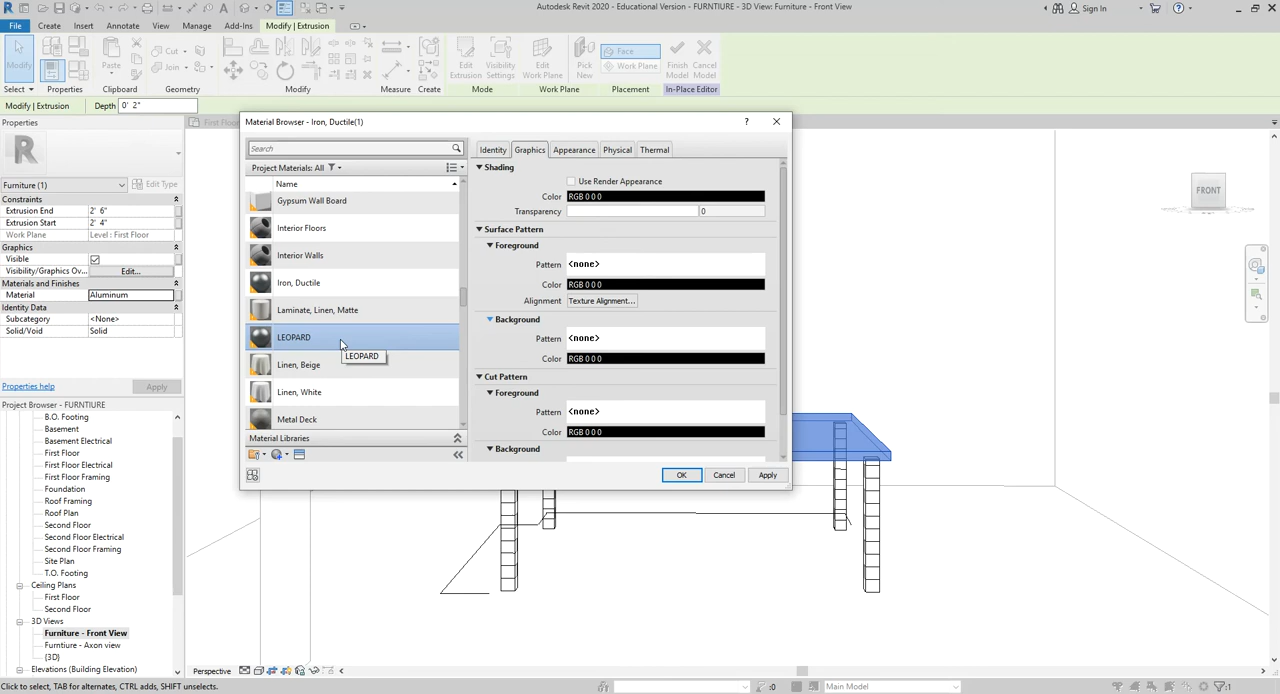 Autodesk Revit 2020 - Educational Version - FURNTIURE - 3D View: Furniture - Front View
Sign In
File Create Insert Annotate View Manage Add-Ins Modify | Extrusion
Modify
Paste
Cut
Join
Edit Extrusion
Visibility Settings
Edit Work Plane
Pick New
Face
Work Plane
Finish Model
Cancel Model
Select Properties Clipboard Geometry Modify Measure Create Mode Work Plane Placement In-Place Editor
Modify | Extrusion Depth 0' 2"
Properties
Furniture (1) Edit Type
Constraints
Extrusion End 2' 6"
Extrusion Start 2' 4"
Work Plane Level : First Floor
Graphics
Visible
Visibility/Graphics Ov... Edit...
Materials and Finishes
Material Aluminum
Identity Data
Subcategory <None>
Solid/Void Solid
Properties help Apply
Project Browser - FURNTIURE
B.O. Footing
Basement
Basement Electrical
First Floor
First Floor Electrical
First Floor Framing
Foundation
Roof Framing
Roof Plan
Second Floor
Second Floor Electrical
Second Floor Framing
Site Plan
T.O. Footing
Ceiling Plans
First Floor
Second Floor
3D Views
Furniture - Front View
Furntiure - Axon view
{3D}
Elevations (Building Elevation)
First Floor
Material Browser - Iron, Ductile(1)
?
Search
Project Materials: All
Name
Gypsum Wall Board
Interior Floors
Interior Walls
Iron, Ductile
Laminate, Linen, Matte
LEOPARD
LEOPARD
Linen, Beige
Linen, White
Metal Deck
Material Libraries
Identity Graphics Appearance Physical Thermal
Shading
Use Render Appearance
Color RGB 0 0 0
Transparency 0
Surface Pattern
Foreground
Pattern <none>
Color RGB 0 0 0
Alignment Texture Alignment...
Background
Pattern <none>
Color RGB 0 0 0
Cut Pattern
Foreground
Pattern <none>
Color RGB 0 0 0
Background
OK Cancel Apply
FRONT
Perspective
Click to select, TAB for alternates, CTRL adds, SHIFT unselects.
:0
Main Model
:1